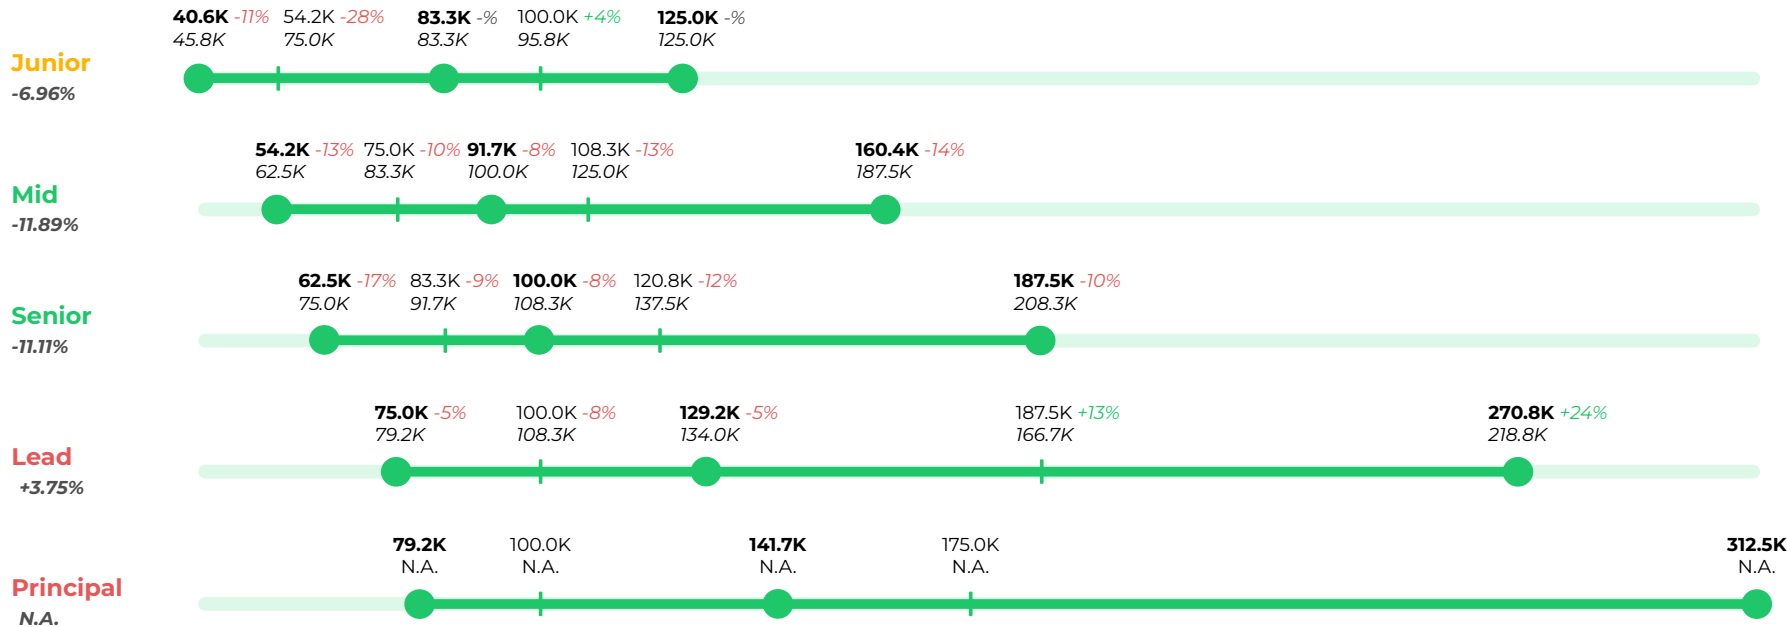 40.6K -11% 54.2K -28% 83.3K -% 100.0K +4% 125.0K -%
45.8K 75.0K 83.3K 95.8K 125.0K
Junior
-6.96%
54.2K -13% 75.0K -10% 91.7K -8% 108.3K -13% 160.4K -14%
62.5K 83.3K 100.0K 125.0K 187.5K
Mid
-11.89%
62.5K -17% 83.3K -9% 100.0K -8% 120.8K -12% 187.5K -10%
75.0K 91.7K 108.3K 137.5K 208.3K
Senior
-11.11%
75.0K -5% 100.0K -8% 129.2K -5% 187.5K +13% 270.8K +24%
79.2K 108.3K 134.0K 166.7K 218.8K
Lead
+3.75%
79.2K 100.0K 141.7K 175.0K 312.5K
N.A. N.A. N.A. N.A. N.A.
Principal
N.A.